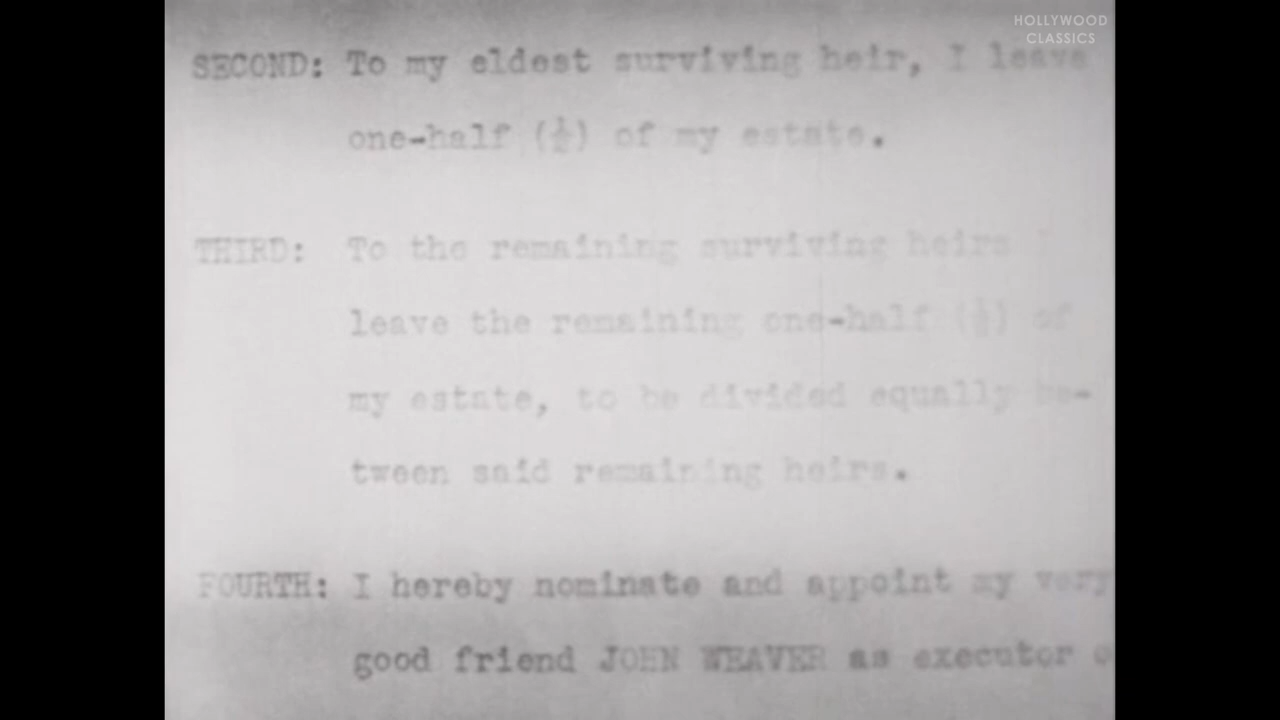 HOLLYWOOD
CLASSICS
SECOND: To my eldest surviving heir, I leave
one-half (½) of my estate.
THIRD: To the remaining surviving heirs I
leave the remaining one-half (½) of
my estate, to be divided equally be-
tween said remaining heirs.
FOURTH: I hereby nominate and appoint my very
good friend JOHN WEAVER as executor o